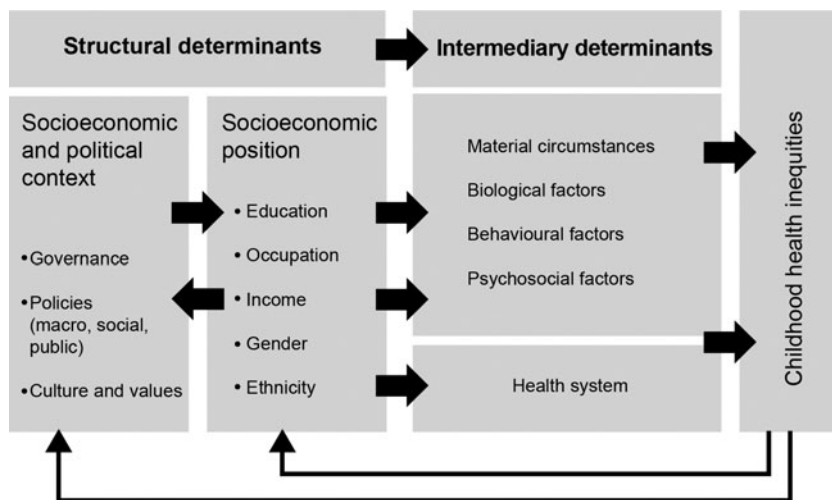 Structural determinants
Intermediary determinants
Socioeconomic
and political
context
• Governance
• Policies
(macro, social,
public)
• Culture and values
Socioeconomic
position
• Education
• Occupation
• Income
• Gender
• Ethnicity
Material circumstances
Biological factors
Behavioural factors
Psychosocial factors
Health system
Childhood health inequities